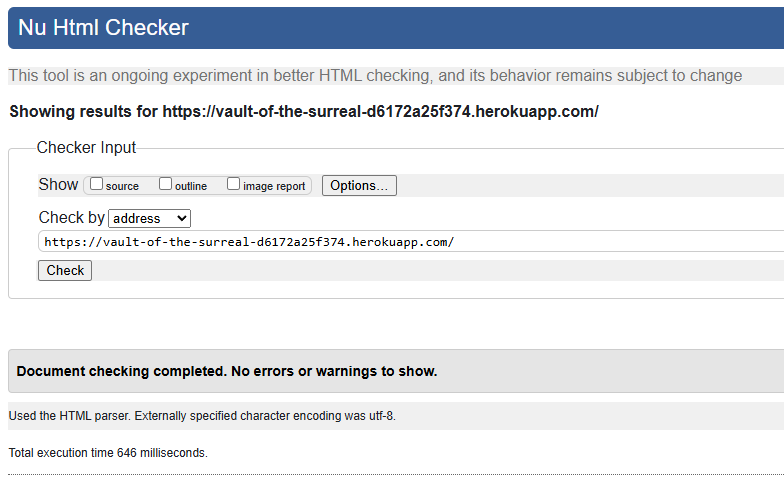 Nu Html Checker
This tool is an ongoing experiment in better HTML checking, and its behavior remains subject to change
Showing results for https://vault-of-the-surreal-d6172a25f374.herokuapp.com/
Checker Input
Show source outline image report Options...
Check by address
https://vault-of-the-surreal-d6172a25f374.herokuapp.com/
Check
Document checking completed. No errors or warnings to show.
Used the HTML parser. Externally specified character encoding was utf-8.
Total execution time 646 milliseconds.